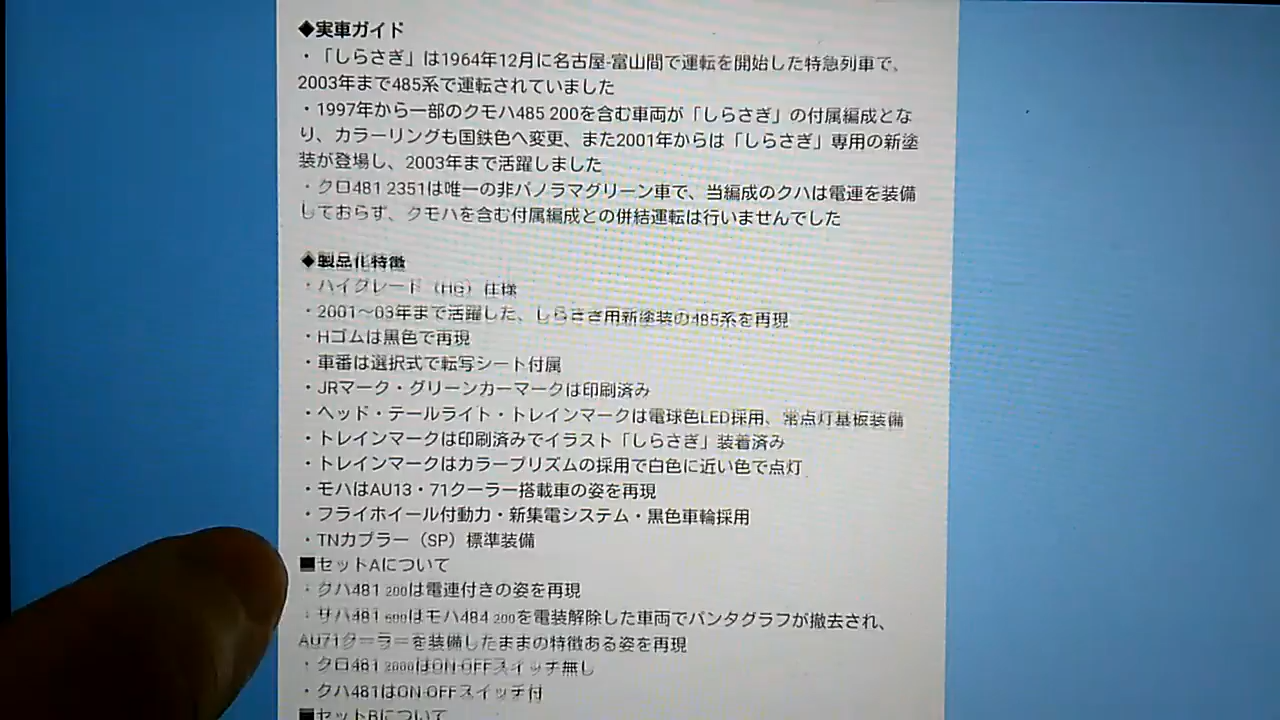 ◆実車ガイド
・「しらさぎ」は1964年12月に名古屋-富山間で運転を開始した特急列車で、
2003年まで485系で運転されていました
・1997年から一部のクモハ485 200を含む車両が「しらさぎ」の付属編成とな
り、カラーリングも国鉄色へ変更、また2001年からは「しらさぎ」専用の新塗
装が登場し、2003年まで活躍しました
・クロ481 2351は唯一の非パノラマグリーン車で、当編成のクハは電連を装備
しておらず、クモハを含む付属編成との併結運転は行いませんでした
◆製品化特徴
・ハイグレード（HG）仕様
・2001～03年まで活躍した、しらさぎ用新塗装の485系を再現
・Hゴムは黒色で再現
・車番は選択式で転写シート付属
・JRマーク・グリーンカーマークは印刷済み
・ヘッド・テールライト・トレインマークは電球色LED採用、常点灯基板装備
・トレインマークは印刷済みでイラスト「しらさぎ」装着済み
・トレインマークはカラープリズムの採用で白色に近い色で点灯
・モハはAU13・71クーラー搭載車の姿を再現
・フライホイール付動力・新集電システム・黒色車輪採用
・TNカプラー（SP）標準装備
■セットAについて
・クハ481 200は電連付きの姿を再現
・サハ481 600はモハ484 200を電装解除した車両でパンタグラフが撤去され、
AU71クーラーを装備したままの特徴ある姿を再現
・クロ481 2000はON-OFFスイッチ無し
・クハ481はON-OFFスイッチ付
■セットBについて